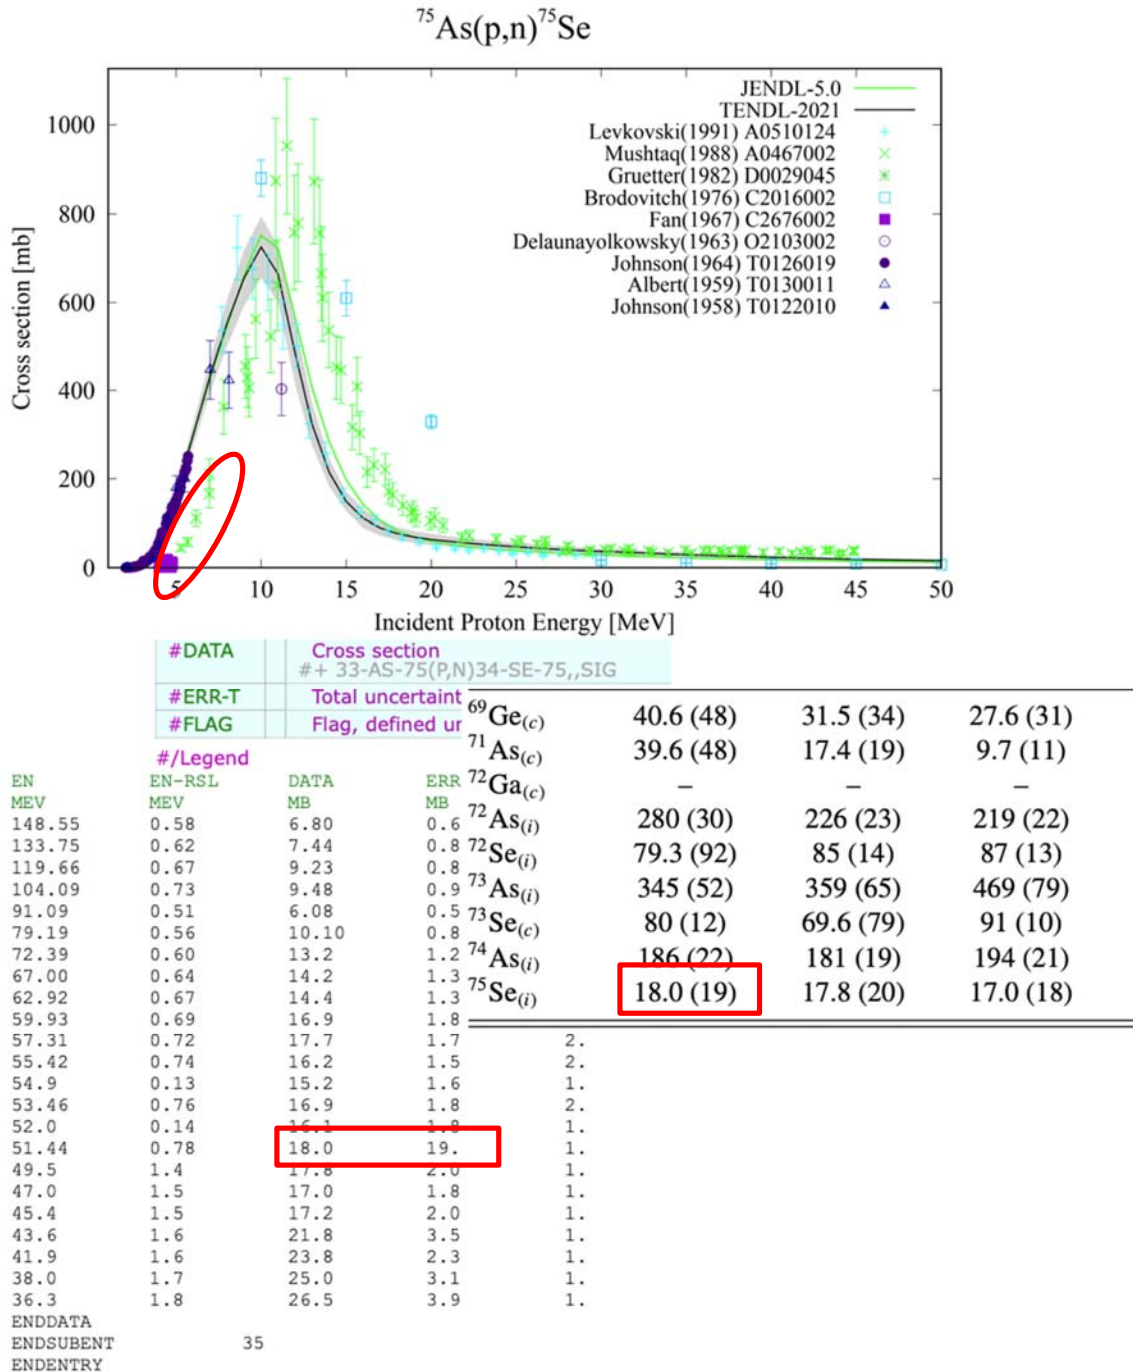 ⁷⁵As(p,n)⁷⁵Se
Cross section [mb]
1000
800
600
400
200
0
JENDL-5.0
TENDL-2021
Levkovski(1991) A0510124
Mushtaq(1988) A0467002
Gruetter(1982) D0029045
Brodovitch(1976) C2016002
Fan(1967) C2676002
Delaunayolkowsky(1963) O2103002
Johnson(1964) T0126019
Albert(1959) T0130011
Johnson(1958) T0122010
5 10 15 20 25 30 35 40 45 50
Incident Proton Energy [MeV]
#DATA Cross section
#+ 33-AS-75(P,N)34-SE-75,,SIG
#ERR-T Total uncertaint
#FLAG Flag, defined ur
#/Legend
EN EN-RSL DATA ERR
MEV MEV MB MB
148.55 0.58 6.80 0.6
133.75 0.62 7.44 0.8
119.66 0.67 9.23 0.8
104.09 0.73 9.48 0.9
91.09 0.51 6.08 0.5
79.19 0.56 10.10 0.8
72.39 0.60 13.2 1.2
67.00 0.64 14.2 1.3
62.92 0.67 14.4 1.3
59.93 0.69 16.9 1.8
57.31 0.72 17.7 1.7 2.
55.42 0.74 16.2 1.5 2.
54.9 0.13 15.2 1.6 1.
53.46 0.76 16.9 1.8 2.
52.0 0.14 16.1 1.8 1.
51.44 0.78 18.0 19. 1.
49.5 1.4 17.8 2.0 1.
47.0 1.5 17.0 1.8 1.
45.4 1.5 17.2 2.0 1.
43.6 1.6 21.8 3.5 1.
41.9 1.6 23.8 2.3 1.
38.0 1.7 25.0 3.1 1.
36.3 1.8 26.5 3.9 1.
ENDDATA
ENDSUBENT 35
ENDENTRY
⁶⁹Ge(c) 40.6 (48) 31.5 (34) 27.6 (31)
⁷¹As(c) 39.6 (48) 17.4 (19) 9.7 (11)
⁷²Ga(c) – – –
⁷²As(i) 280 (30) 226 (23) 219 (22)
⁷²Se(i) 79.3 (92) 85 (14) 87 (13)
⁷³As(i) 345 (52) 359 (65) 469 (79)
⁷³Se(c) 80 (12) 69.6 (79) 91 (10)
⁷⁴As(i) 186 (22) 181 (19) 194 (21)
⁷⁵Se(i) 18.0 (19) 17.8 (20) 17.0 (18)